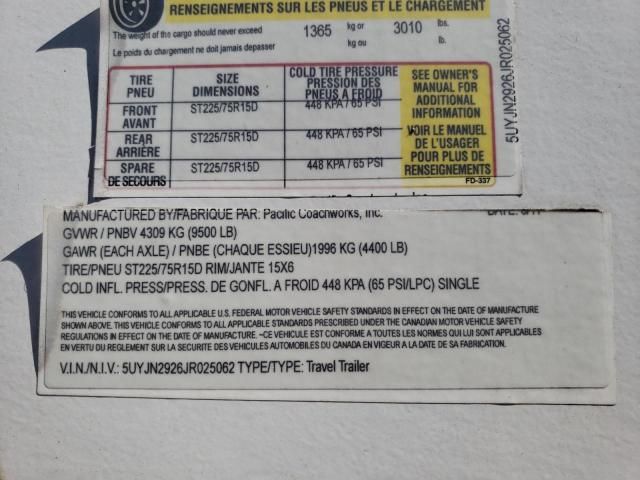 RENSEIGNEMENTS SUR LES PNEUS ET LE CHARGEMENT
The weight of the cargo should never exceed 1365 kg or 3010 lbs.
Le poids du chargement ne doit jamais depasser kg ou lb.
TIRE PNEU SIZE DIMENSIONS COLD TIRE PRESSURE PRESSION DES PNEUS A FROID
FRONT AVANT ST225/75R15D 448 KPA / 65 PSI
REAR ARRIÈRE ST225/75R15D 448 KPA / 65 PSI
SPARE DE SECOURS ST225/75R15D 448 KPA / 65 PSI
SEE OWNER'S
MANUAL FOR
ADDITIONAL
INFORMATION
VOIR LE MANUEL
DE L'USAGER
POUR PLUS DE
RENSEIGNEMENTS
FD-337
5UYJN2926JR025062
MANUFACTURED BY/FABRIQUE PAR: Pacific Coachworks, Inc.
GVWR / PNBV 4309 KG (9500 LB)
GAWR (EACH AXLE) / PNBE (CHAQUE ESSIEU)1996 KG (4400 LB)
TIRE/PNEU ST225/75R15D RIM/JANTE 15X6
COLD INFL. PRESS/PRESS. DE GONFL. A FROID 448 KPA (65 PSI/LPC) SINGLE
THIS VEHICLE CONFORMS TO ALL APPLICABLE U.S. FEDERAL MOTOR VEHICLE SAFETY STANDARDS IN EFFECT ON THE DATE OF MANUFACTURE
SHOWN ABOVE. THIS VEHICLE CONFORMS TO ALL APPLICABLE STANDARDS PRESCRIBED UNDER THE CANADIAN MOTOR VEHICLE SAFETY
REGULATIONS IN EFFECT ON THE DATE OF MANUFACTURE. -CE VEHICULE EST CONFORME A TOUTES LES NORMES QUI LUI SONT APPLICABLES
EN VERTU DU REGLEMENT SUR LA SECURITE DES VEHICULES AUTOMOBILES DU CANADA EN VIGEUR A LA DATE DE SA FABRICATION.
V.I.N./N.I.V.: 5UYJN2926JR025062 TYPE/TYPE: Travel Trailer